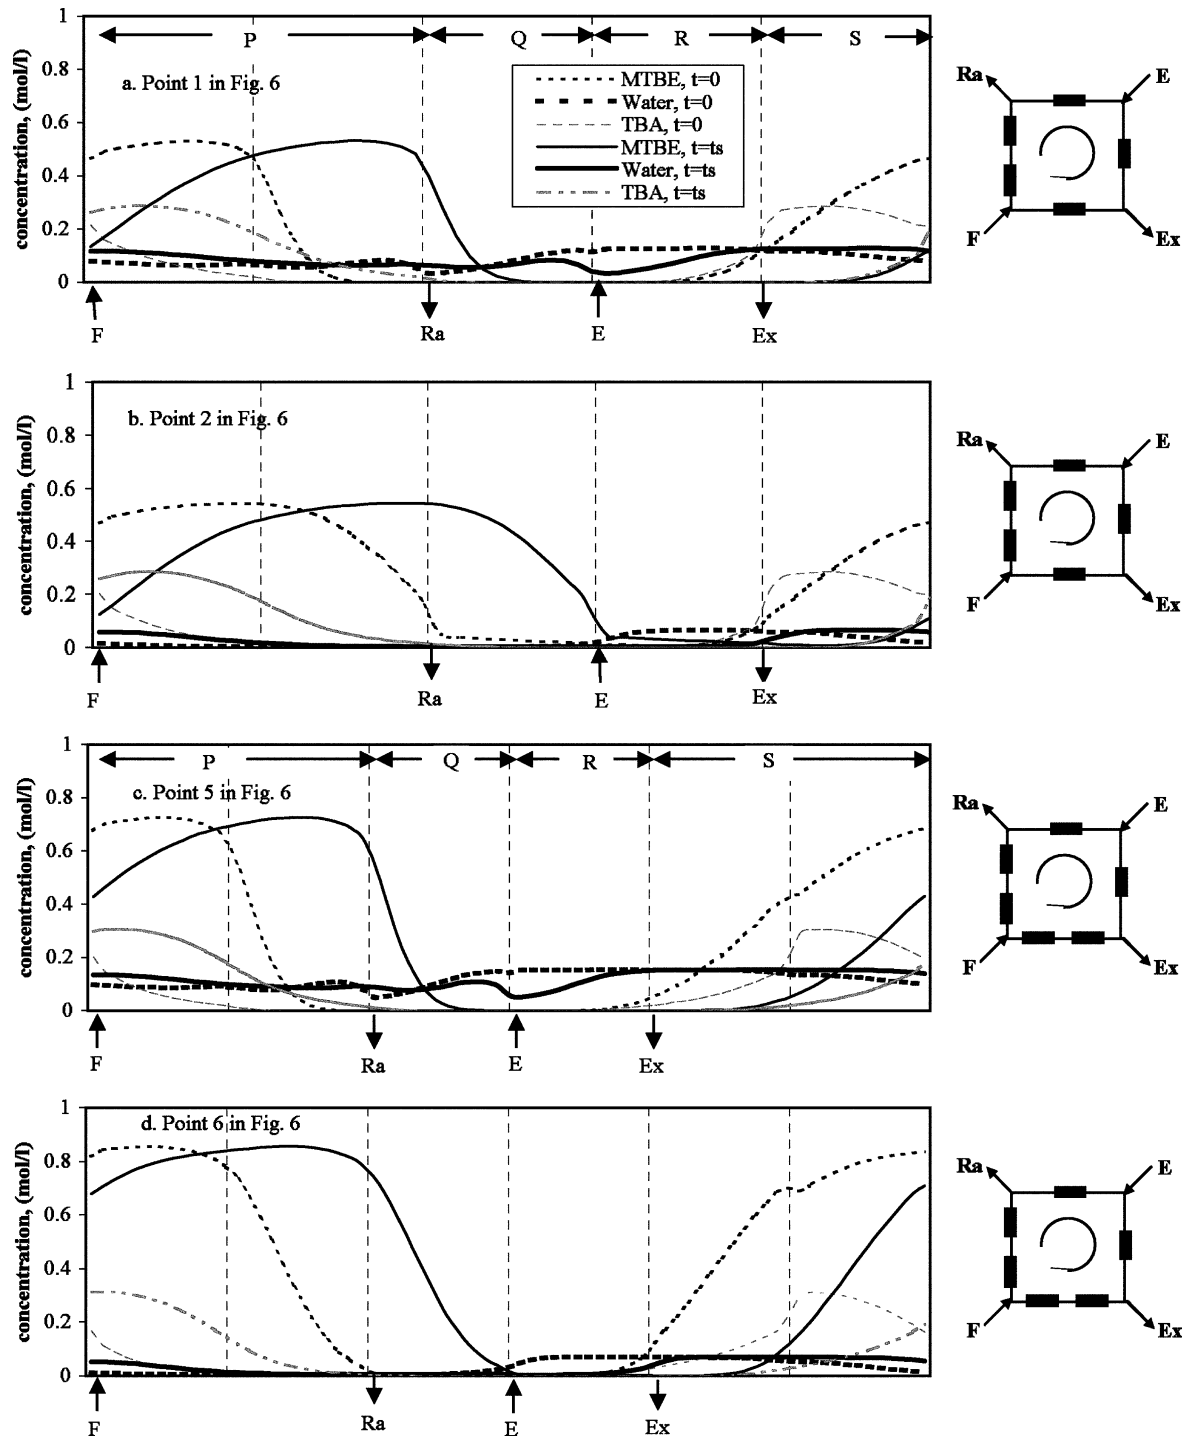 1
P
Q
R
S
a. Point 1 in Fig. 6
MTBE, t=0
Water, t=0
TBA, t=0
MTBE, t=ts
Water, t=ts
TBA, t=ts
0.8
0.6
0.4
0.2
0
concentration, (mol/l)
F
Ra
E
Ex
Ra
E
F
Ex
1
b. Point 2 in Fig. 6
0.8
0.6
0.4
0.2
0
concentration, (mol/l)
F
Ra
E
Ex
Ra
E
F
Ex
1
P
Q
R
S
c. Point 5 in Fig. 6
0.8
0.6
0.4
0.2
0
concentration, (mol/l)
F
Ra
E
Ex
Ra
E
F
Ex
1
d. Point 6 in Fig. 6
0.8
0.6
0.4
0.2
0
concentration, (mol/l)
F
Ra
E
Ex
Ra
E
F
Ex